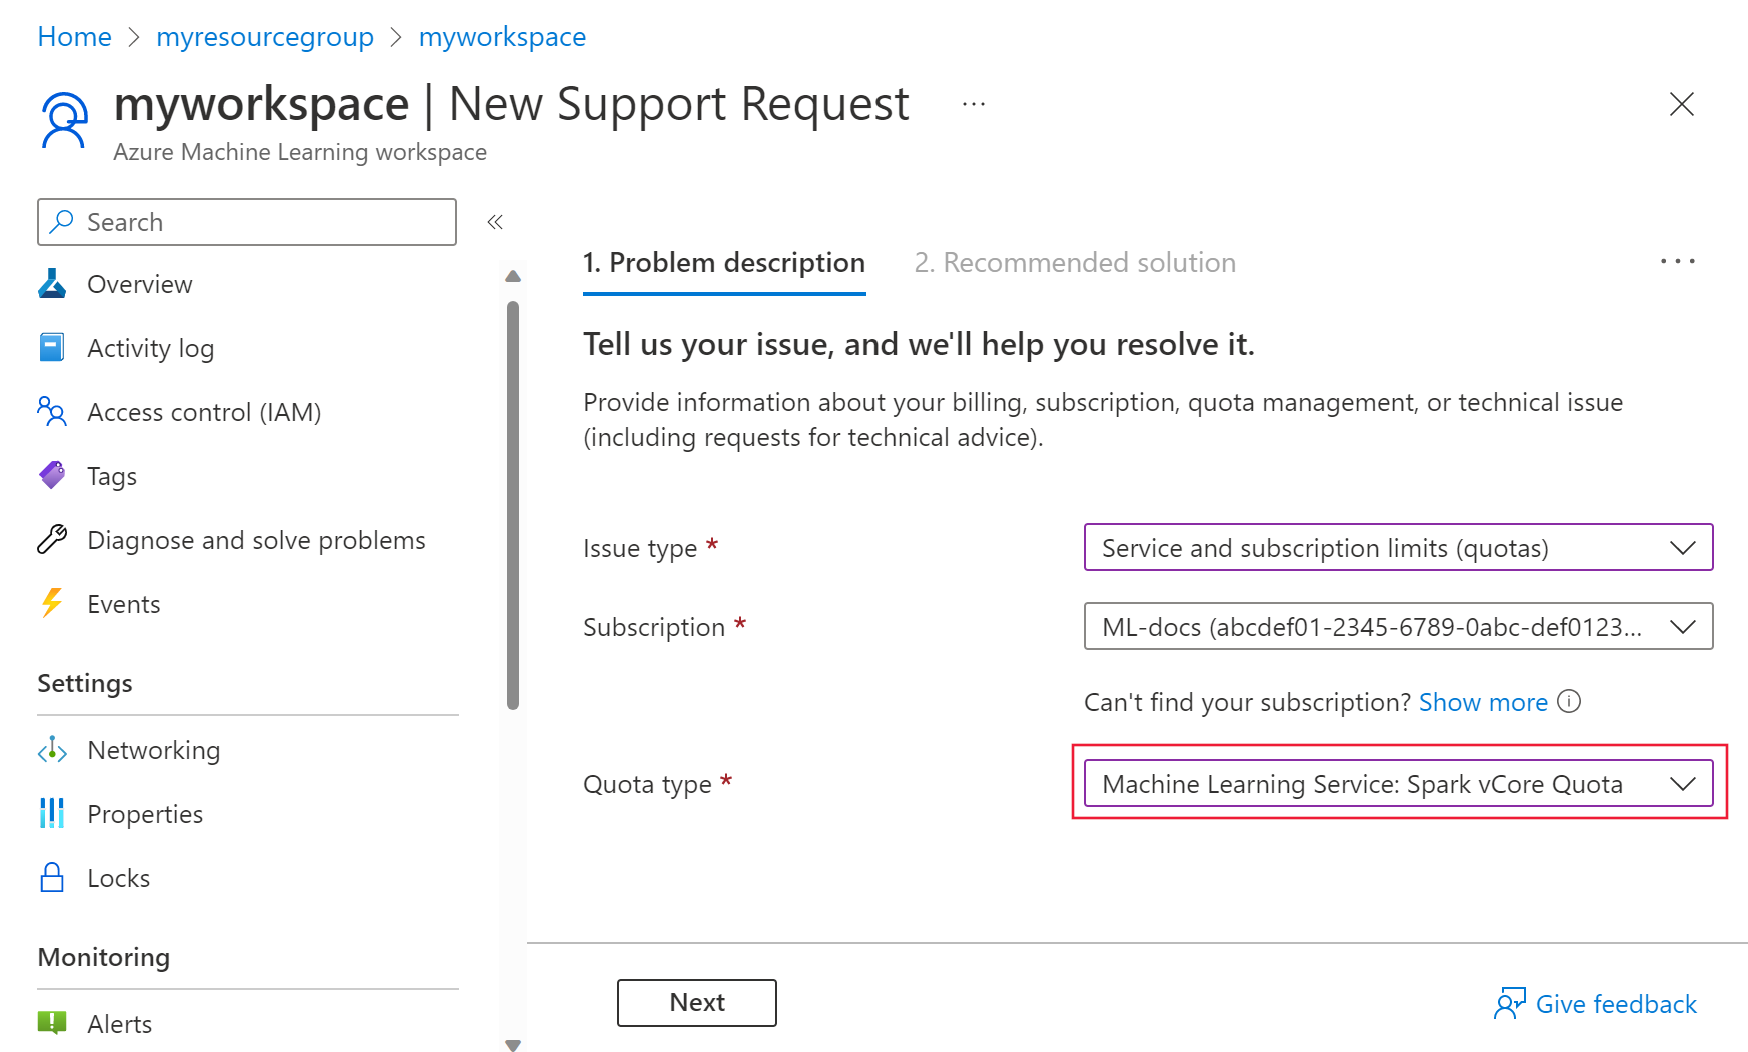 Home > myresourcegroup > myworkspace
myworkspace | New Support Request ...
Azure Machine Learning workspace
Search
«
Overview
Activity log
Access control (IAM)
Tags
Diagnose and solve problems
Events
Settings
Networking
Properties
Locks
Monitoring
Alerts
1. Problem description 2. Recommended solution ...
Tell us your issue, and we'll help you resolve it.
Provide information about your billing, subscription, quota management, or technical issue
(including requests for technical advice).
Issue type * Service and subscription limits (quotas)
Subscription * ML-docs (abcdef01-2345-6789-0abc-def0123...
Can't find your subscription? Show more
Quota type * Machine Learning Service: Spark vCore Quota
Next
Give feedback